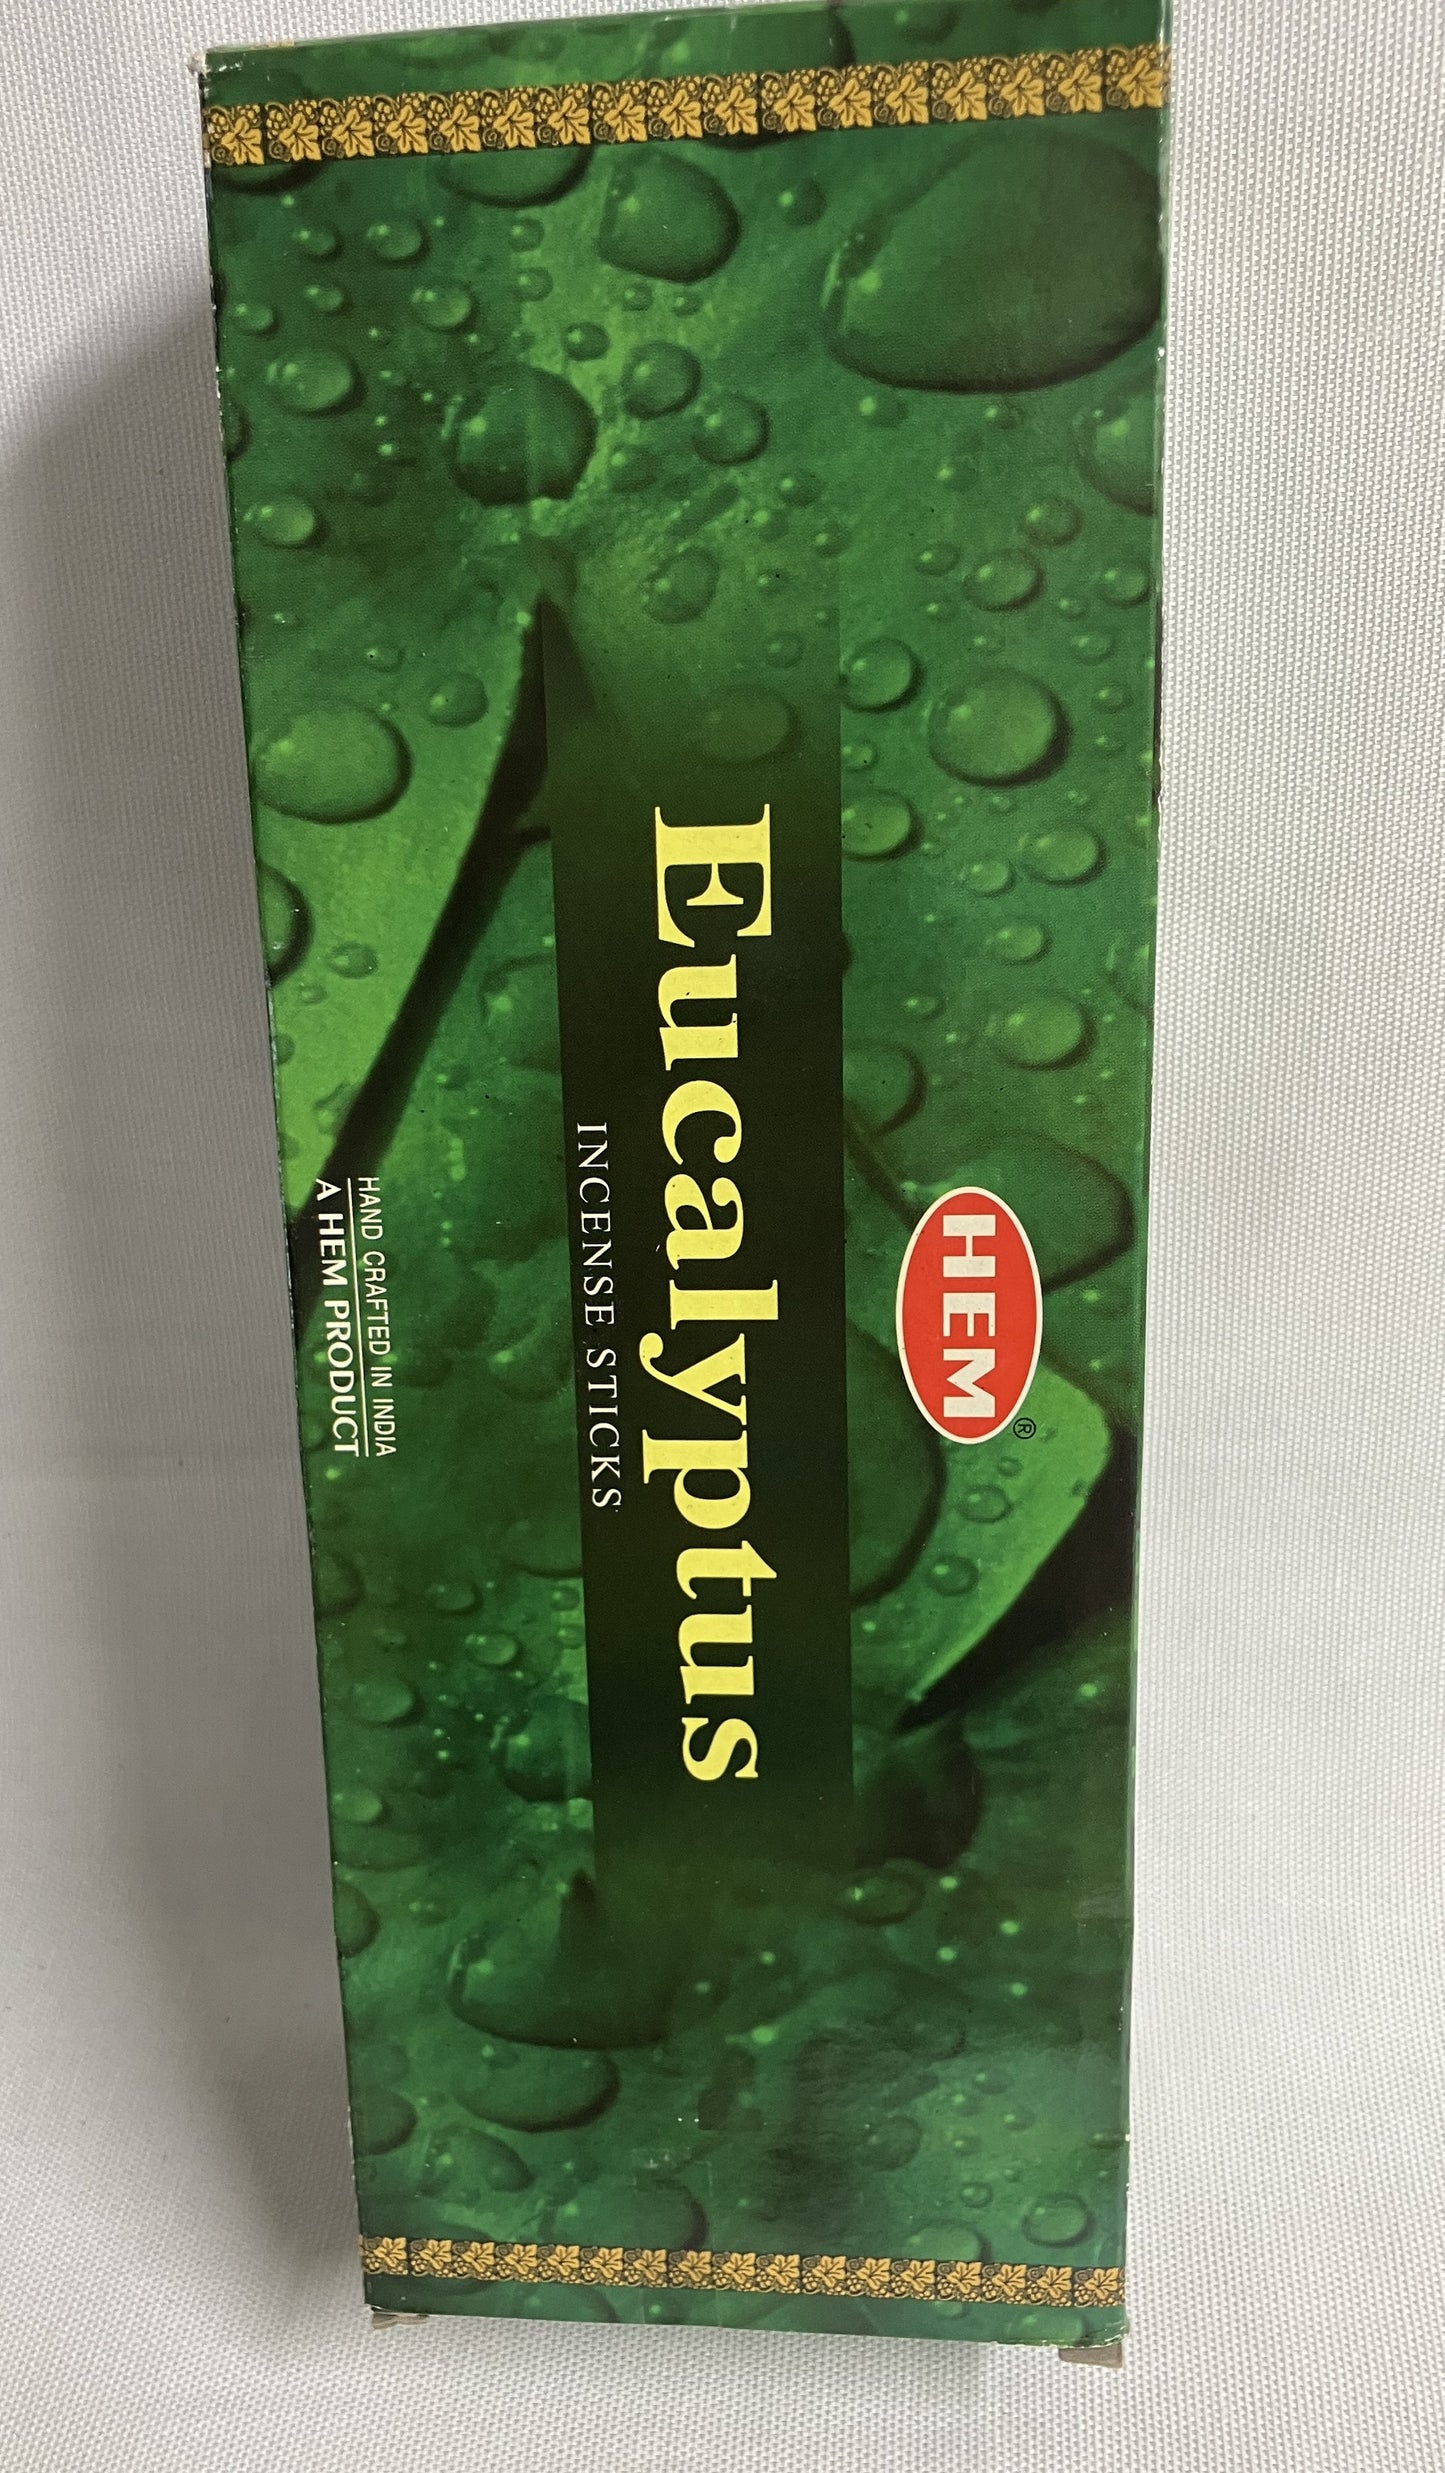 HEM®
Eucalyptus
INCENSE STICKS
HAND CRAFTED IN INDIA
A HEM PRODUCT